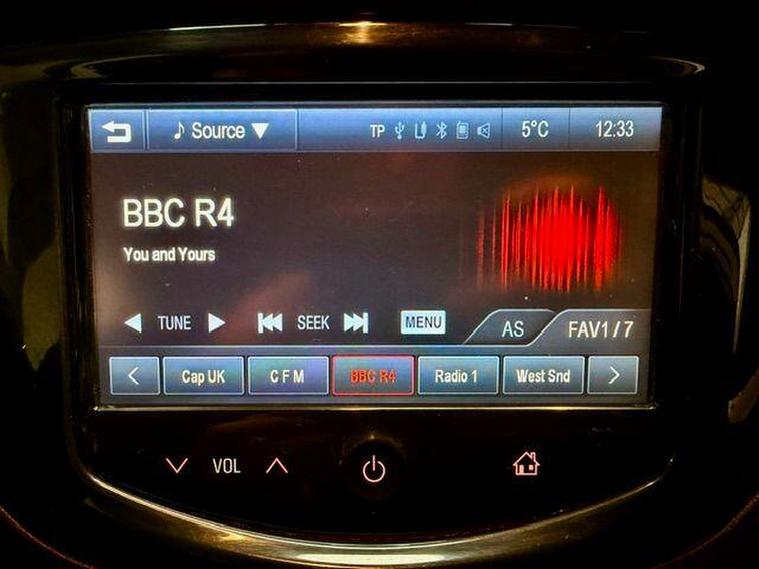 Source TP 5°C 12:33
BBC R4
You and Yours
TUNE SEEK MENU AS FAV1/7
Cap UK C F M BBC R4 Radio 1 West Snd
VOL